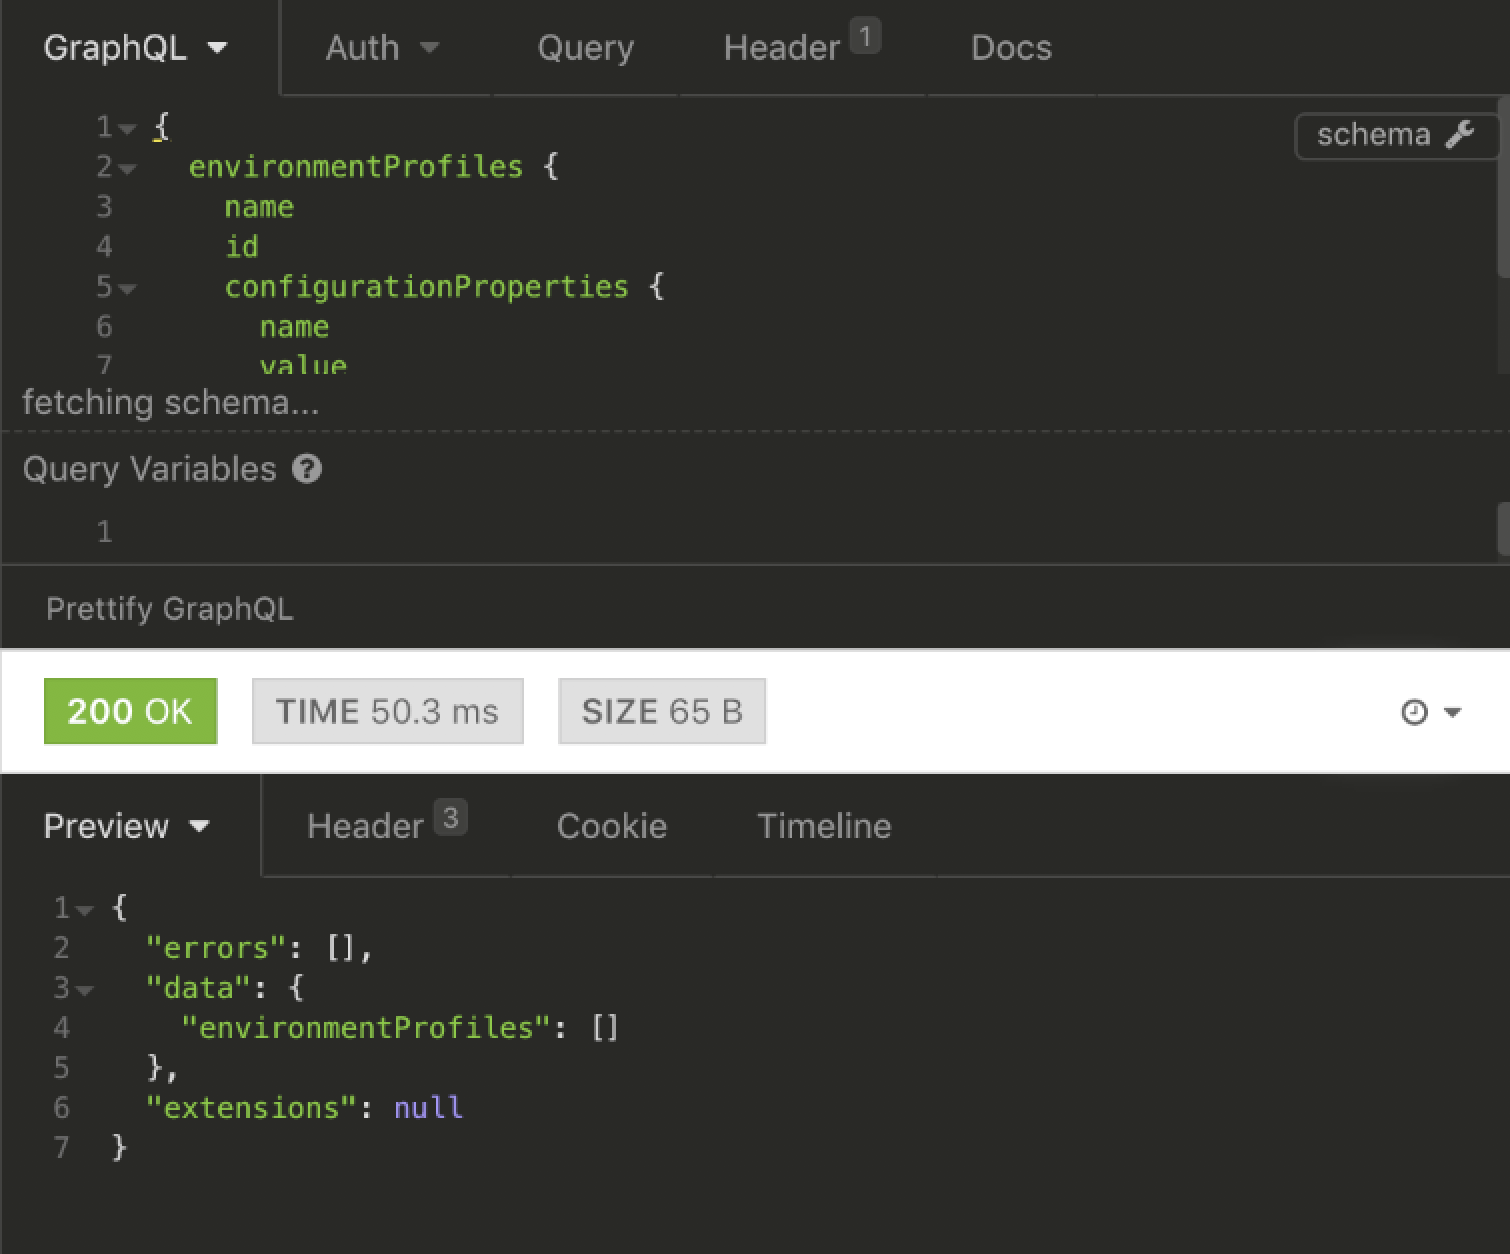 GraphQL Auth Query Header 1 Docs
1 {
schema
2 environmentProfiles {
3 name
4 id
5 configurationProperties {
6 name
7 value
fetching schema...
Query Variables ?
1
Prettify GraphQL
200 OK TIME 50.3 ms SIZE 65 B
Preview Header 3 Cookie Timeline
1 {
2 "errors": [],
3 "data": {
4 "environmentProfiles": []
5 },
6 "extensions": null
7 }